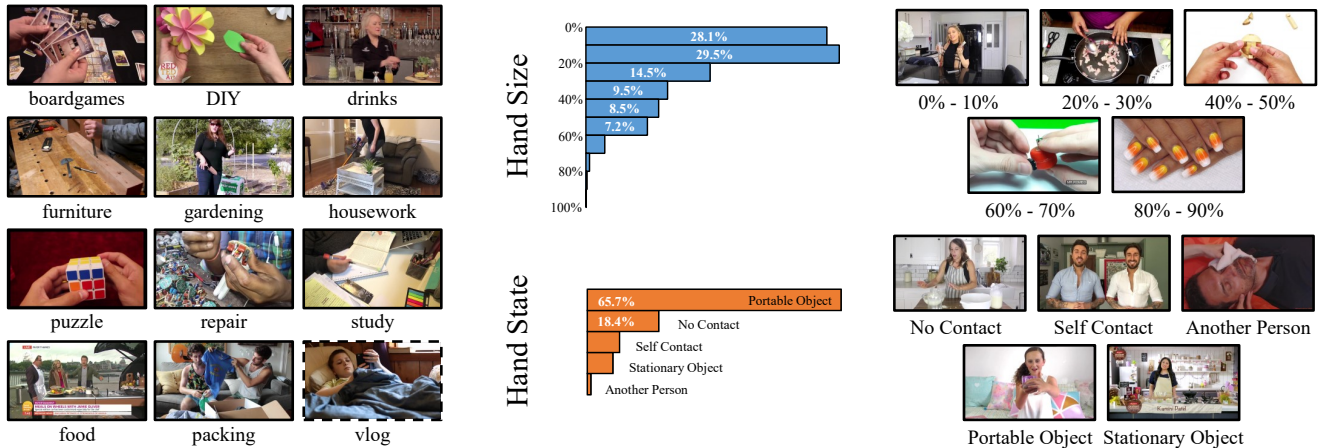 boardgames
DIY
drinks
furniture
gardening
housework
puzzle
repair
study
food
packing
vlog
Hand Size
0%
20%
40%
60%
80%
100%
28.1%
29.5%
14.5%
9.5%
8.5%
7.2%
Hand State
65.7% Portable Object
18.4% No Contact
Self Contact
Stationary Object
Another Person
0% - 10%
20% - 30%
40% - 50%
60% - 70%
80% - 90%
No Contact
Self Contact
Another Person
Portable Object
Stationary Object